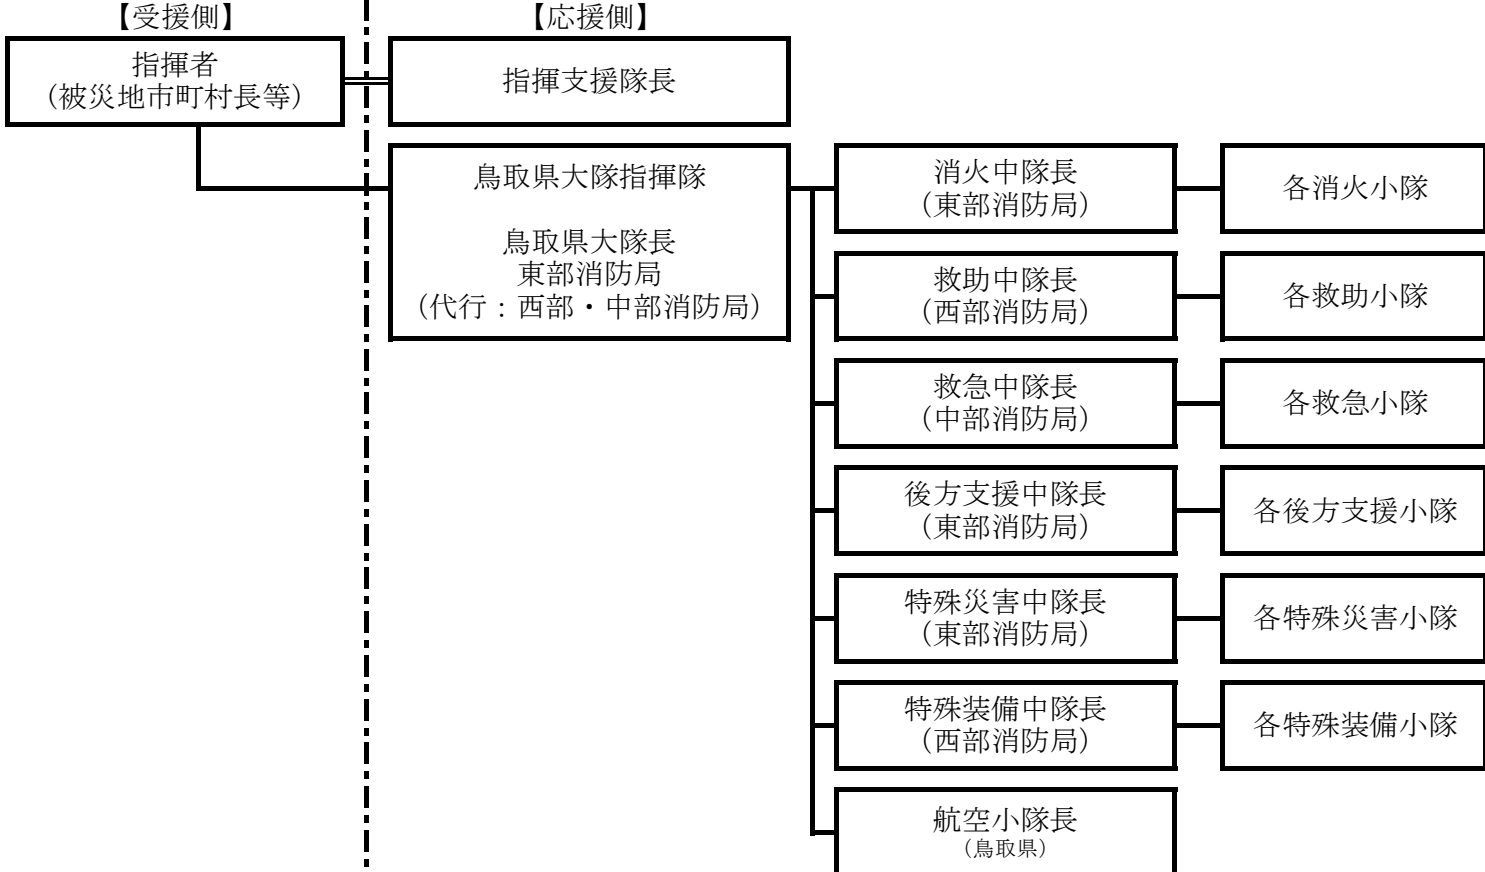 【受援側】
【応援側】
指揮者
（被災地市町村長等）
指揮支援隊長
鳥取県大隊指揮隊
鳥取県大隊長
東部消防局
（代行：西部・中部消防局）
消火中隊長
（東部消防局）
各消火小隊
救助中隊長
（西部消防局）
各救助小隊
救急中隊長
（中部消防局）
各救急小隊
後方支援中隊長
（東部消防局）
各後方支援小隊
特殊災害中隊長
（東部消防局）
各特殊災害小隊
特殊装備中隊長
（西部消防局）
各特殊装備小隊
航空小隊長
（鳥取県）